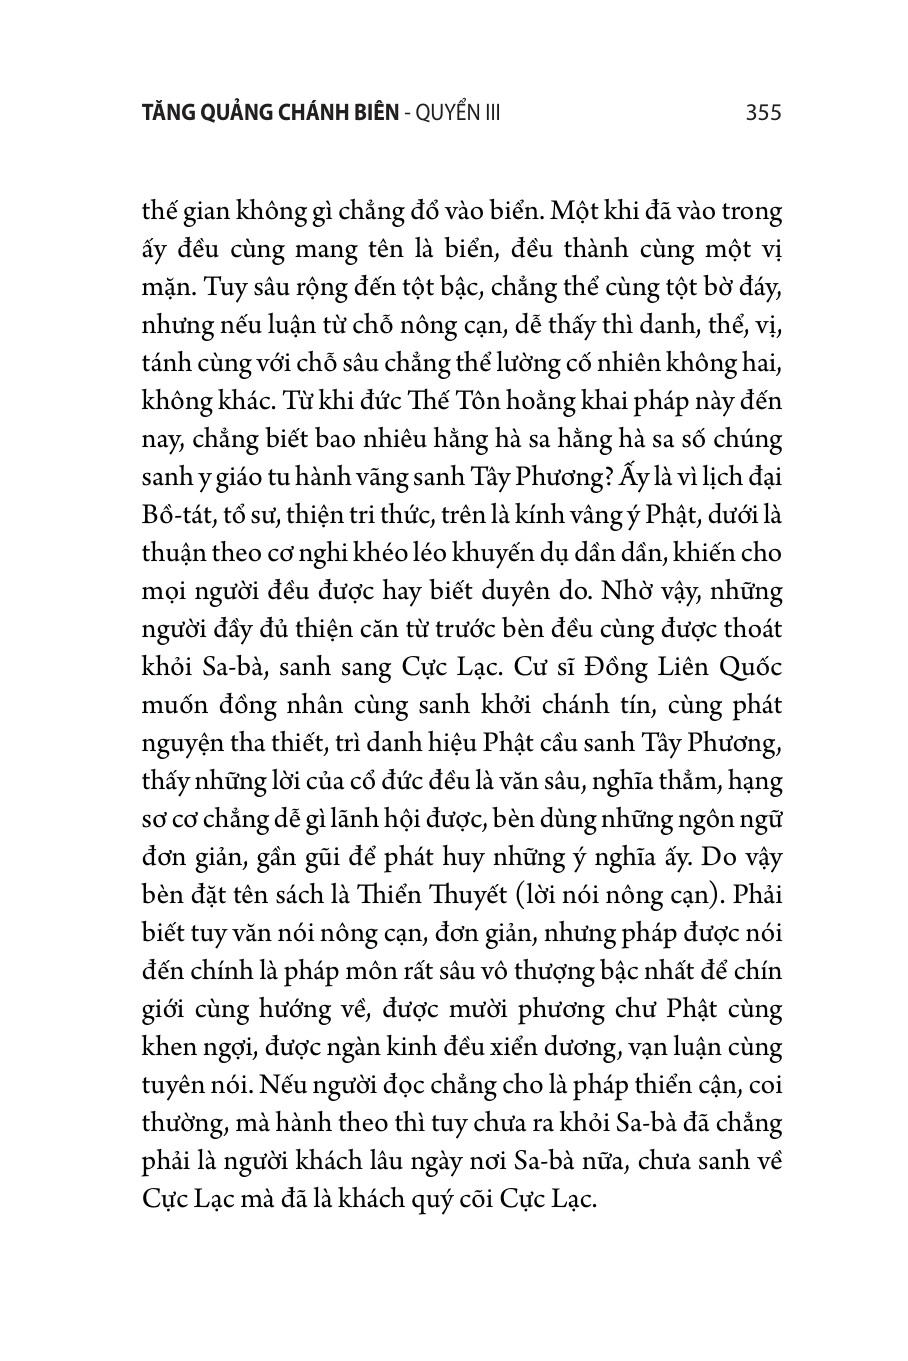 TĂNG QUẢNG CHÁNH BIÊN - QUYỂN III 355
thế gian không gì chẳng đổ vào biển. Một khi đã vào trong
ấy đều cùng mang tên là biển, đều thành cùng một vị
mặn. Tuy sâu rộng đến tột bậc, chẳng thể cùng tột bờ đáy,
nhưng nếu luận từ chỗ nông cạn, dễ thấy thì danh, thể, vị,
tánh cùng với chỗ sâu chẳng thể lường cố nhiên không hai,
không khác. Từ khi đức Thế Tôn hoằng khai pháp này đến
nay, chẳng biết bao nhiêu hằng hà sa hằng hà sa số chúng
sanh y giáo tu hành vãng sanh Tây Phương? Ấy là vì lịch đại
Bồ-tát, tổ sư, thiện tri thức, trên là kính vâng ý Phật, dưới là
thuận theo cơ nghi khéo léo khuyến dụ dần dần, khiến cho
mọi người đều được hay biết duyên do. Nhờ vậy, những
người đầy đủ thiện căn từ trước bèn đều cùng được thoát
khỏi Sa-bà, sanh sang Cực Lạc. Cư sĩ Đồng Liên Quốc
muốn đồng nhân cùng sanh khởi chánh tín, cùng phát
nguyện tha thiết, trì danh hiệu Phật cầu sanh Tây Phương,
thấy những lời của cổ đức đều là văn sâu, nghĩa thẳm, hạng
sơ cơ chẳng dễ gì lãnh hội được, bèn dùng những ngôn ngữ
đơn giản, gần gũi để phát huy những ý nghĩa ấy. Do vậy
bèn đặt tên sách là Thiển Thuyết (lời nói nông cạn). Phải
biết tuy văn nói nông cạn, đơn giản, nhưng pháp được nói
đến chính là pháp môn rất sâu vô thượng bậc nhất để chín
giới cùng hướng về, được mười phương chư Phật cùng
khen ngợi, được ngàn kinh đều xiển dương, vạn luận cùng
tuyên nói. Nếu người đọc chẳng cho là pháp thiển cận, coi
thường, mà hành theo thì tuy chưa ra khỏi Sa-bà đã chẳng
phải là người khách lâu ngày nơi Sa-bà nữa, chưa sanh về
Cực Lạc mà đã là khách quý cõi Cực Lạc.